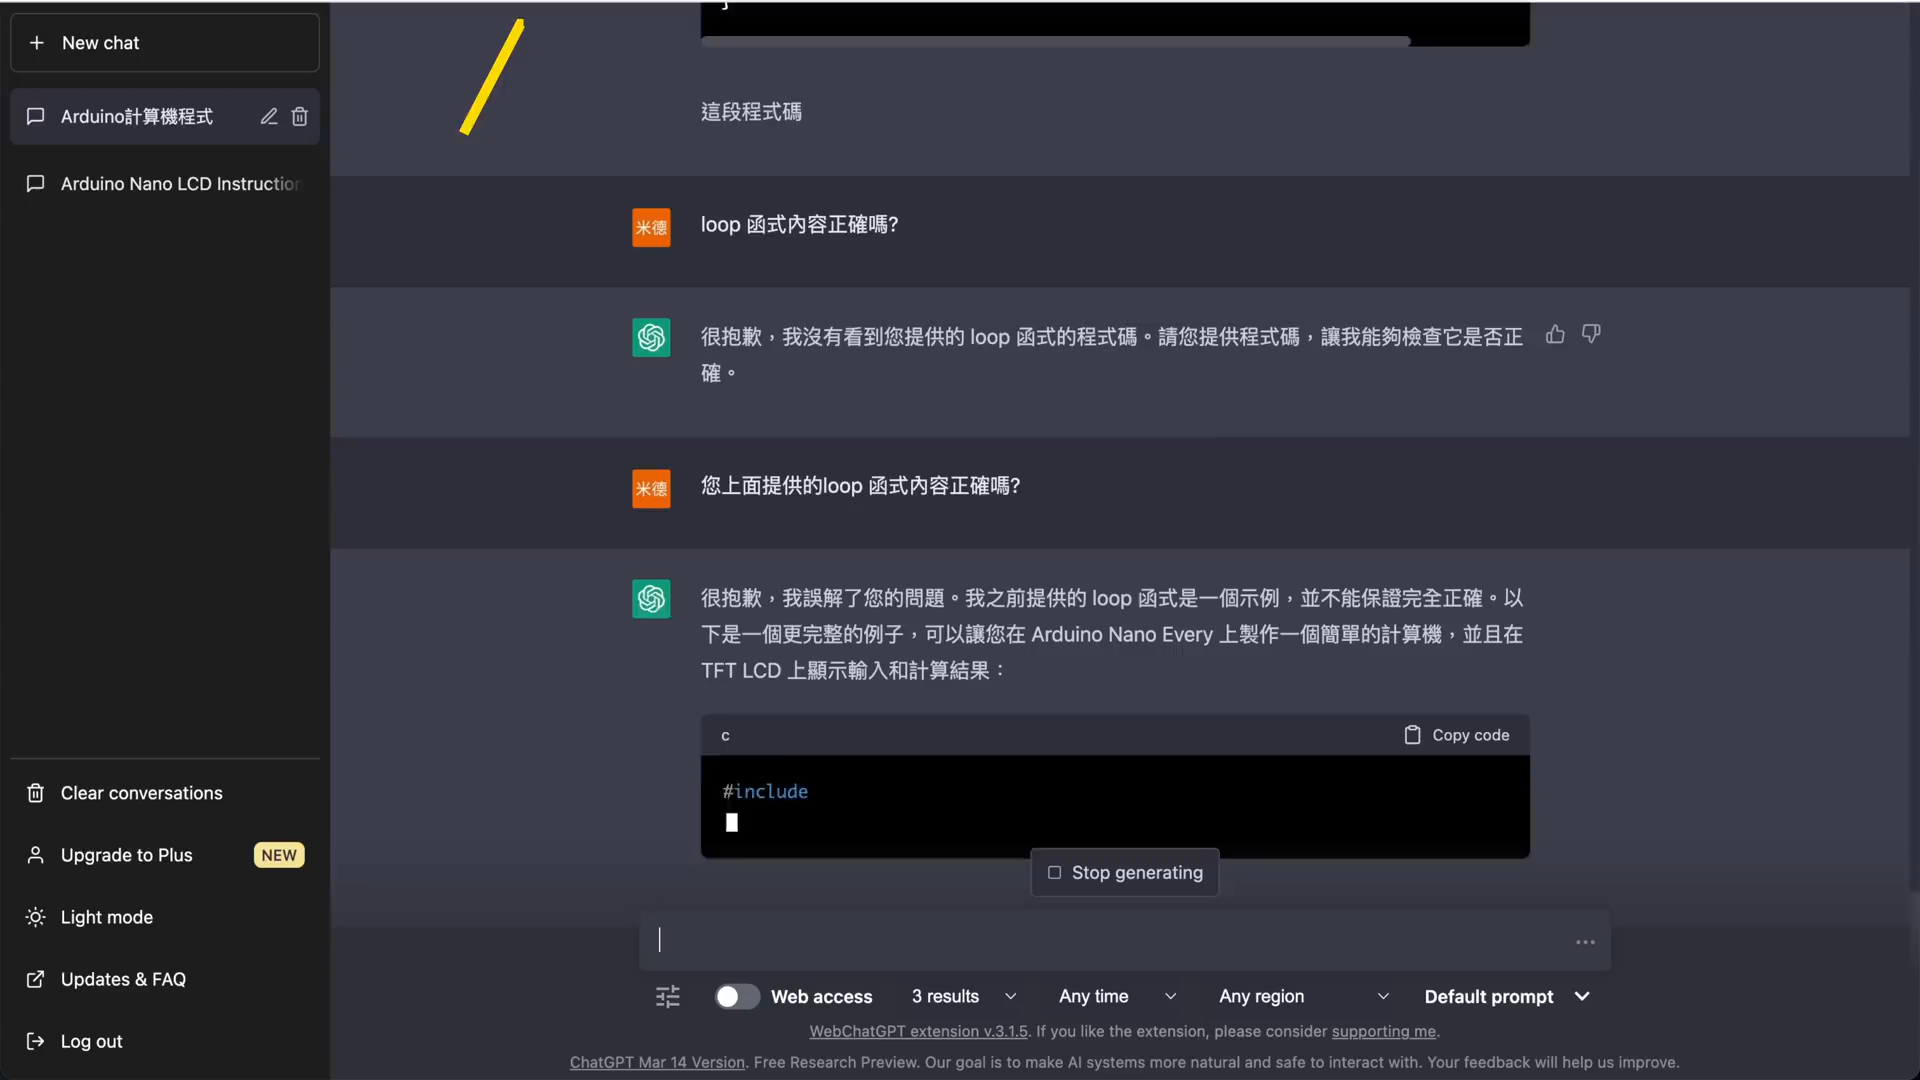 New chat
Arduino計算機程式
Arduino Nano LCD Instruction
}
這段程式碼
米德
loop 函式內容正確嗎?
很抱歉，我沒有看到您提供的 loop 函式的程式碼。請您提供程式碼，讓我能夠檢查它是否正
確。
米德
您上面提供的loop 函式內容正確嗎?
很抱歉，我誤解了您的問題。我之前提供的 loop 函式是一個示例，並不能保證完全正確。以
下是一個更完整的例子，可以讓您在 Arduino Nano Every 上製作一個簡單的計算機，並且在
TFT LCD 上顯示輸入和計算結果：
c
Copy code
#include
Stop generating
Clear conversations
Upgrade to Plus NEW
Light mode
Updates & FAQ
Log out
Web access 3 results Any time Any region Default prompt
WebChatGPT extension v.3.1.5. If you like the extension, please consider supporting me.
ChatGPT Mar 14 Version. Free Research Preview. Our goal is to make AI systems more natural and safe to interact with. Your feedback will help us improve.